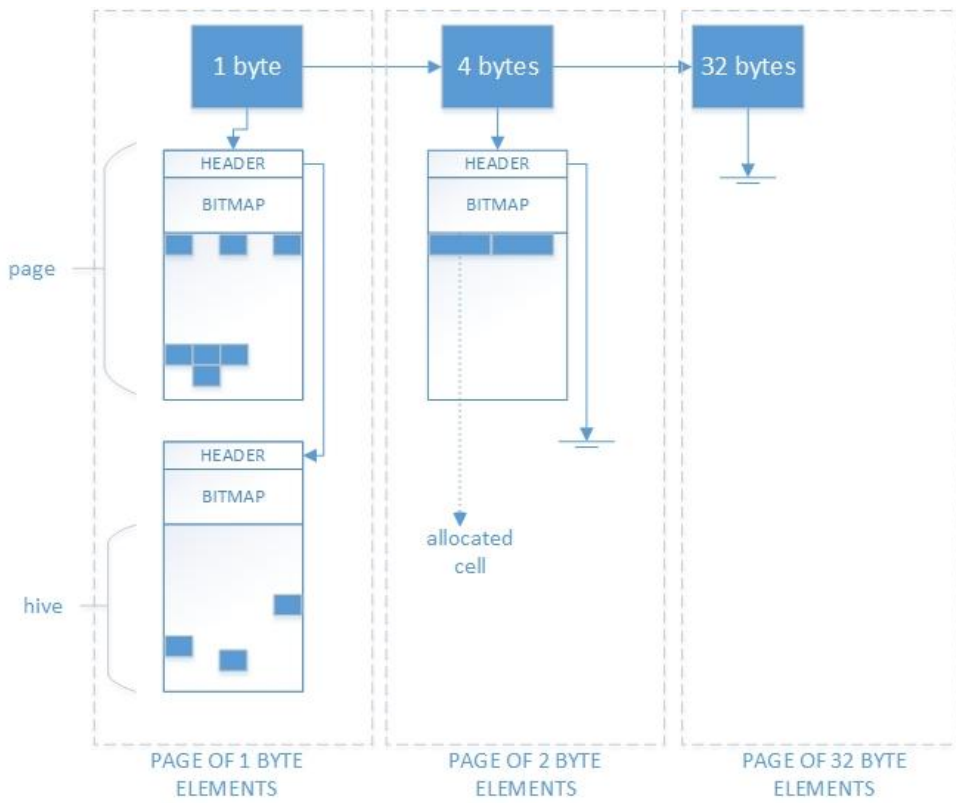 1 byte
4 bytes
32 bytes
HEADER
BITMAP
HEADER
BITMAP
page
HEADER
BITMAP
allocated
cell
hive
PAGE OF 1 BYTE
ELEMENTS
PAGE OF 2 BYTE
ELEMENTS
PAGE OF 32 BYTE
ELEMENTS